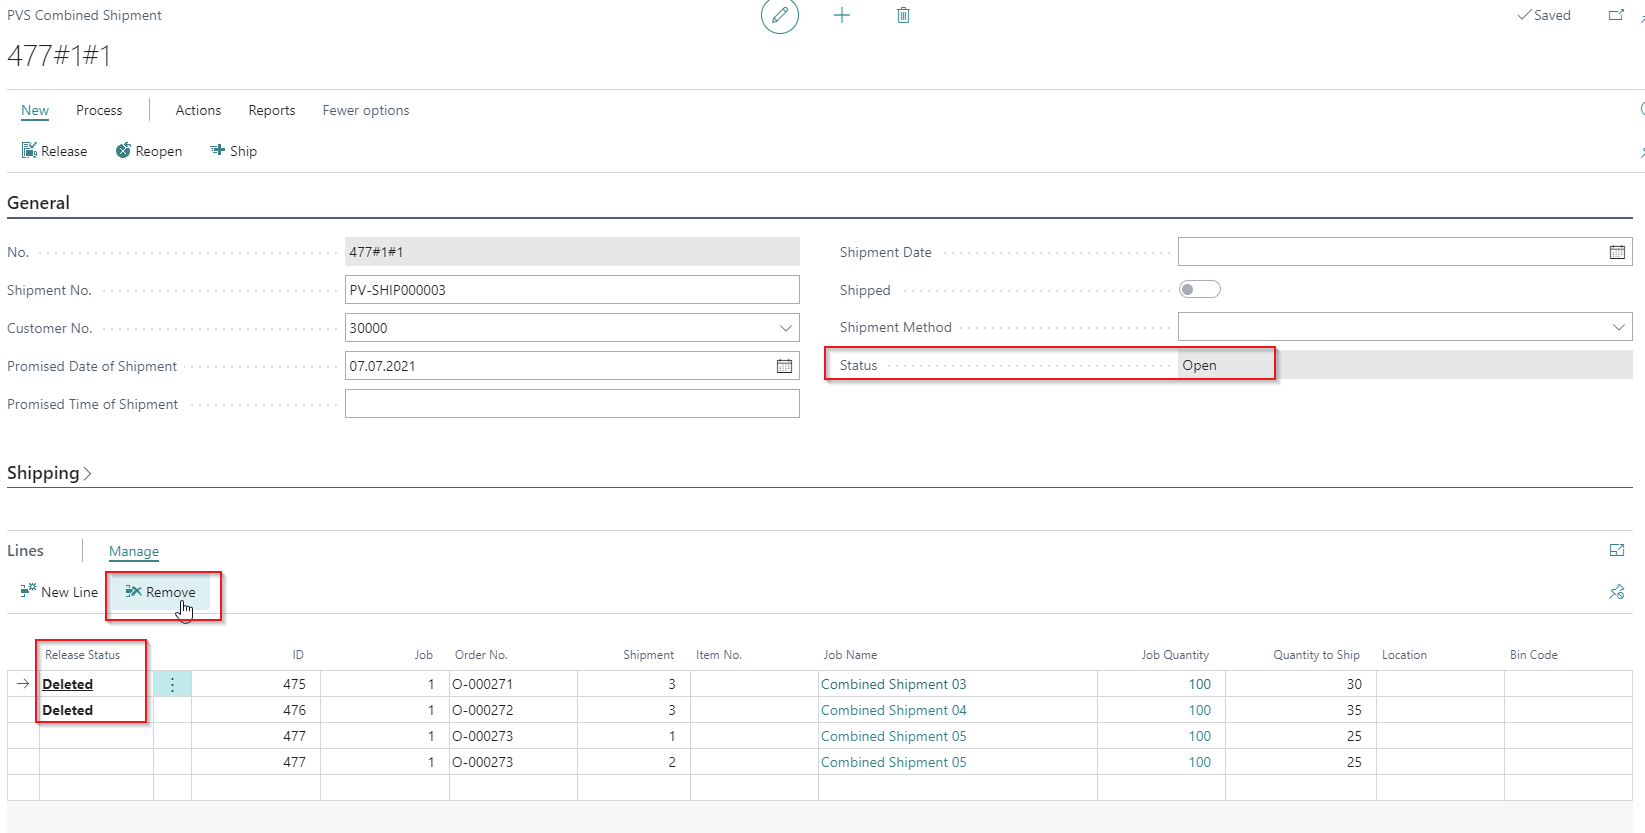 PVS Combined Shipment
Saved
477#1#1
New Process Actions Reports Fewer options
Release Reopen Ship
General
No. 477#1#1
Shipment No. PV-SHIP000003
Customer No. 30000
Promised Date of Shipment 07.07.2021
Promised Time of Shipment
Shipment Date
Shipped
Shipment Method
Status Open
Shipping
Lines Manage
New Line Remove
Release Status ID Job Order No. Shipment Item No. Job Name Job Quantity Quantity to Ship Location Bin Code
Deleted 475 1 O-000271 3 Combined Shipment 03 100 30
Deleted 476 1 O-000272 3 Combined Shipment 04 100 35
477 1 O-000273 1 Combined Shipment 05 100 25
477 1 O-000273 2 Combined Shipment 05 100 25